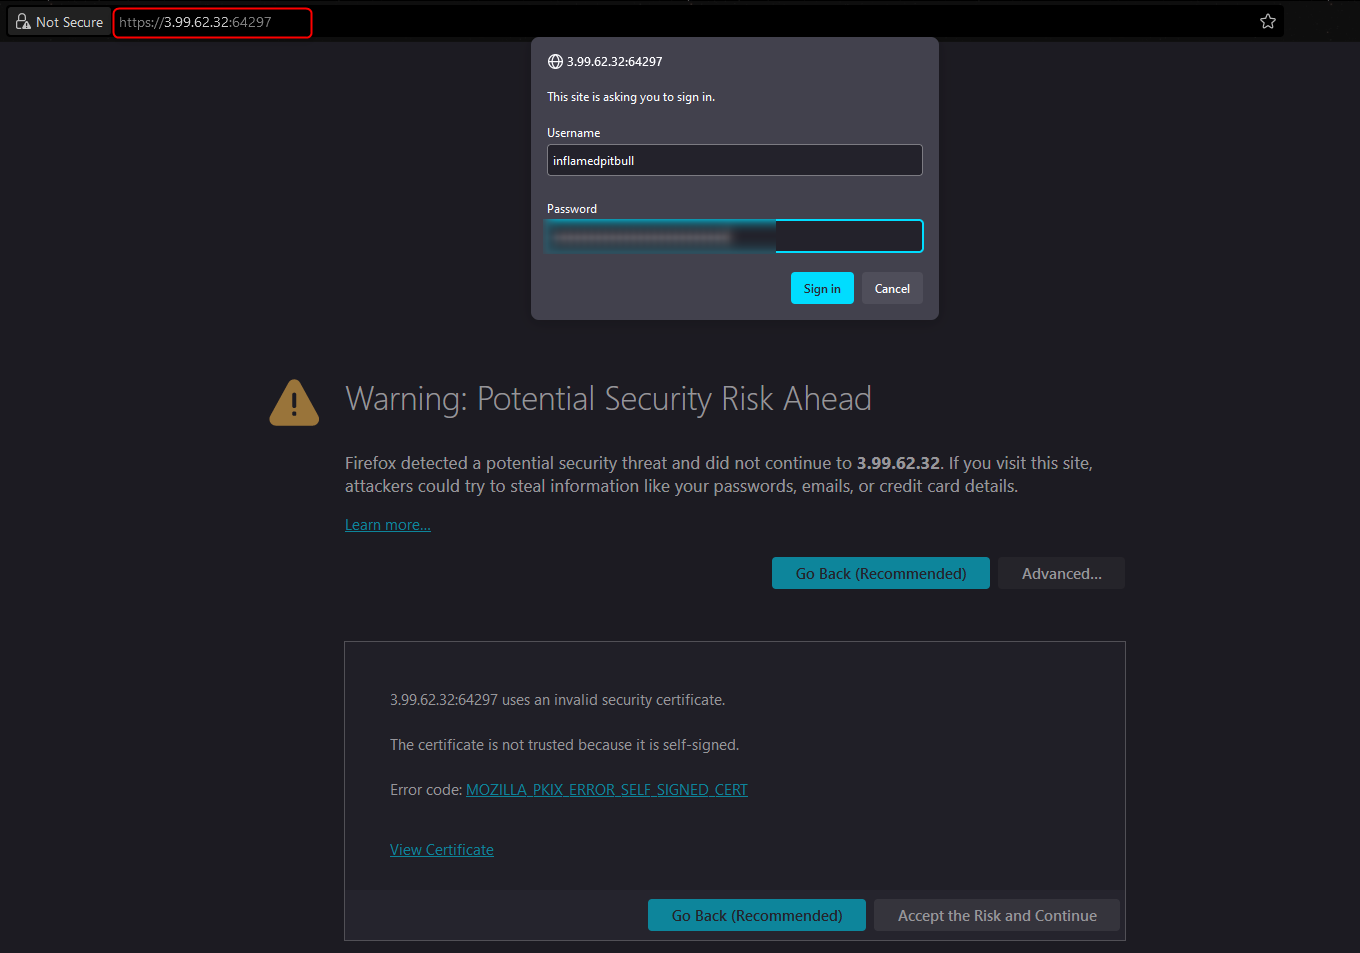 Not Secure
https://3.99.62.32:64297
3.99.62.32:64297
This site is asking you to sign in.
Username
inflamedpitbull
Password
Sign in
Cancel
Warning: Potential Security Risk Ahead
Firefox detected a potential security threat and did not continue to 3.99.62.32. If you visit this site,
attackers could try to steal information like your passwords, emails, or credit card details.
Learn more...
Go Back (Recommended)
Advanced...
3.99.62.32:64297 uses an invalid security certificate.
The certificate is not trusted because it is self-signed.
Error code: MOZILLA_PKIX_ERROR_SELF_SIGNED_CERT
View Certificate
Go Back (Recommended)
Accept the Risk and Continue